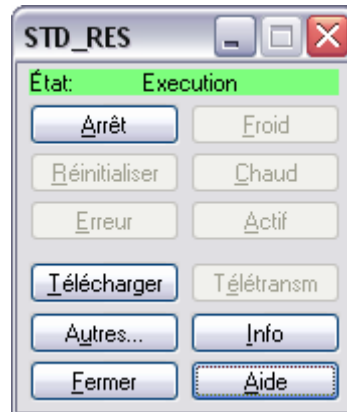 STD_RES
État: Execution
Arrêt Froid
Réinitialiser Chaud
Erreur Actif
Télécharger Télétransm
Autres... Info
Fermer Aide